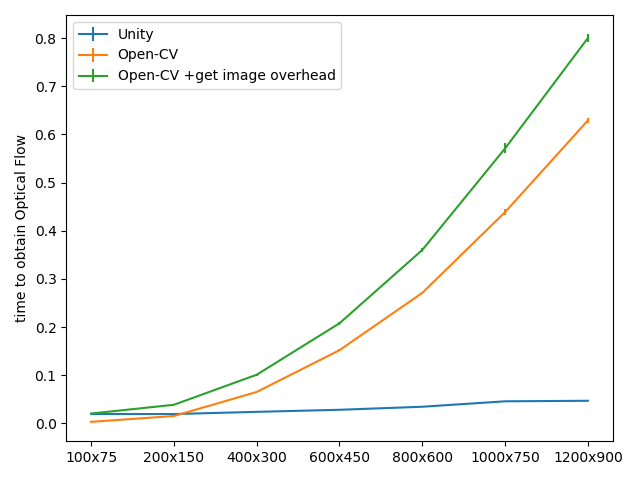 Unity
Open-CV
Open-CV +get image overhead
time to obtain Optical Flow
0.8
0.7
0.6
0.5
0.4
0.3
0.2
0.1
0.0
100x75 200x150 400x300 600x450 800x600 1000x750 1200x900